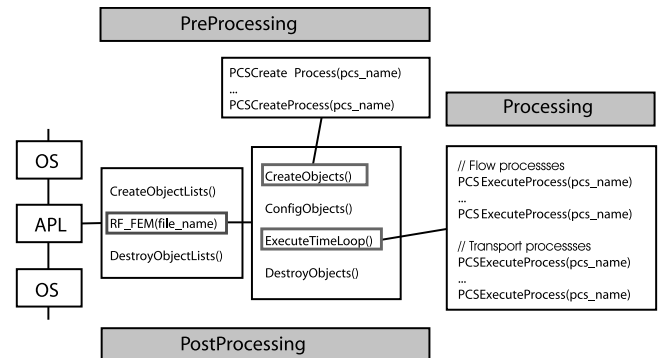 PreProcessing
PCSCreate Process(pcs_name)
...
PCSCreateProcess(pcs_name)
Processing
OS
APL
OS
CreateObjectLists()
RF_FEM(file_name)
DestroyObjectLists()
CreateObjects()
ConfigObjects()
ExecuteTimeLoop()
DestroyObjects()
// Flow processses
PCS ExecuteProcess(pcs_name)
...
PCS ExecuteProcess(pcs_name)
// Transport processses
PCSExecuteProcess(pcs_name)
...
PCSExecuteProcess(pcs_name)
PostProcessing